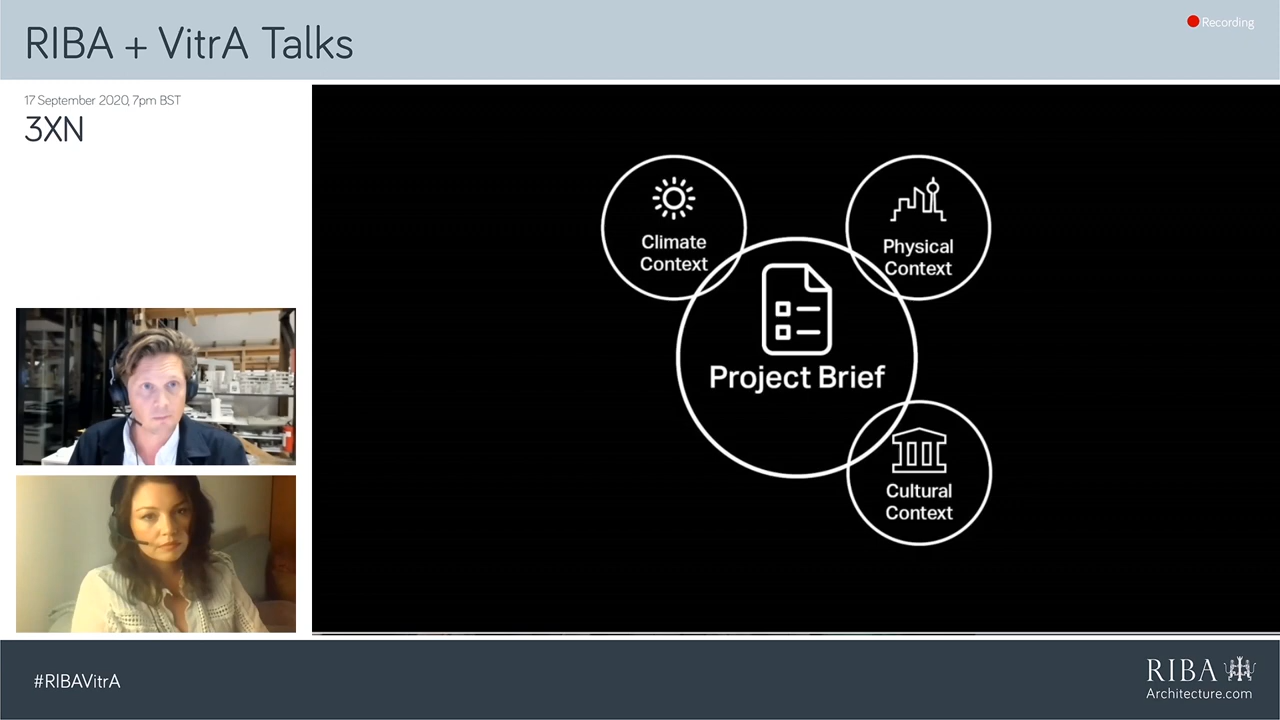 RIBA + VitrA Talks
Recording
17 September 2020, 7pm BST
3XN
Climate
Context
Physical
Context
Project Brief
Cultural
Context
#RIBAVitrA
RIBA
Architecture.com